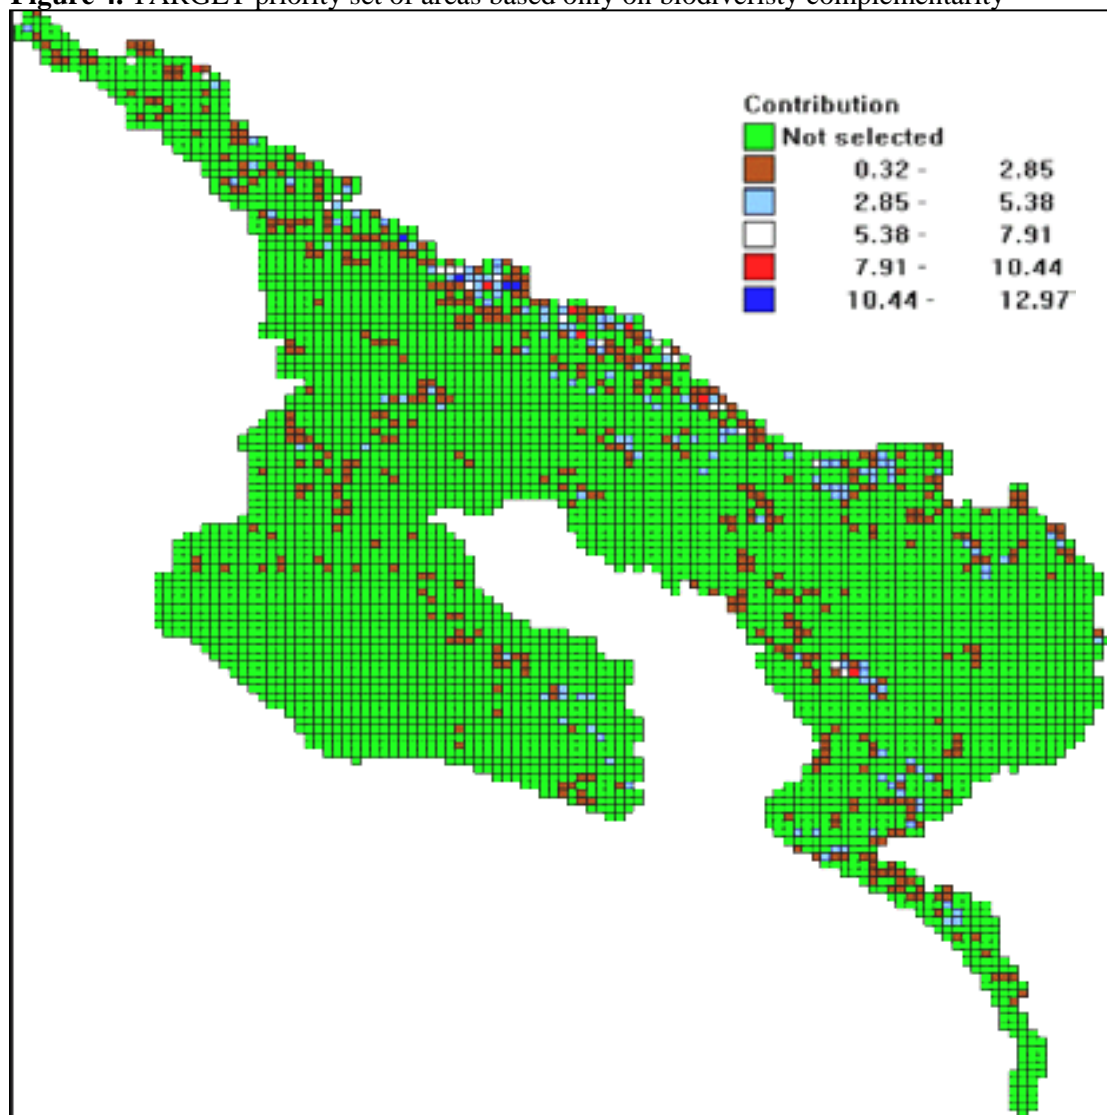 Figure 4. TARGET priority set of areas based only on biodiveristy complementarity
Contribution
Not selected
0.32 - 2.85
2.85 - 5.38
5.38 - 7.91
7.91 - 10.44
10.44 - 12.97